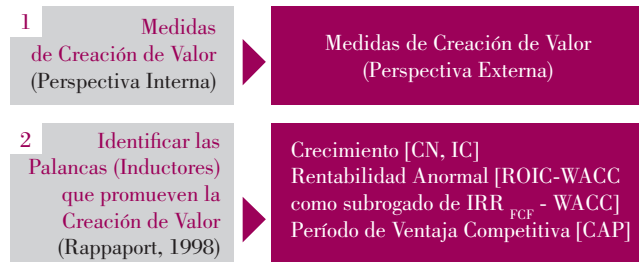 1 Medidas
de Creación de Valor
(Perspectiva Interna)
Medidas de Creación de Valor
(Perspectiva Externa)
2 Identificar las
Palancas (Inductores)
que promueven la
Creación de Valor
(Rappaport, 1998)
Crecimiento [CN, IC]
Rentabilidad Anormal [ROIC-WACC
como subrogado de IRR FCF - WACC]
Período de Ventaja Competitiva [CAP]